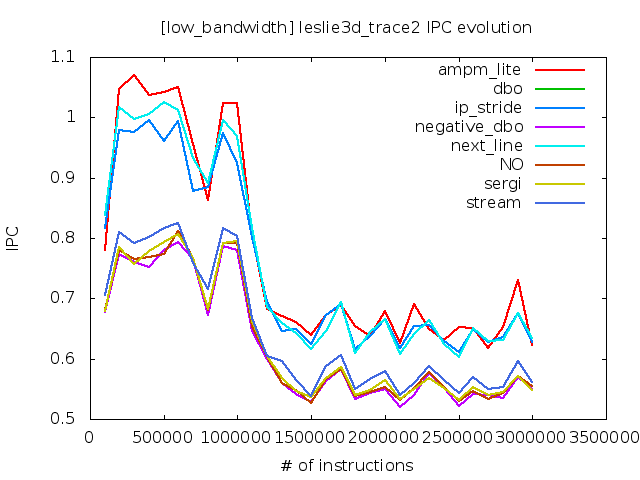 [low_bandwidth] leslie3d_trace2 IPC evolution
1.1
1
0.9
0.8
0.7
0.6
0.5
IPC
ampm_lite
dbo
ip_stride
negative_dbo
next_line
NO
sergi
stream
0 500000 1000000 1500000 2000000 2500000 3000000 3500000
# of instructions